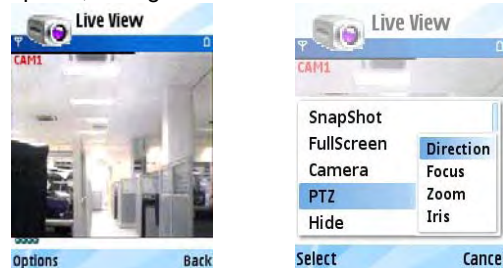 Live View
CAM1
Options Back
Live View
CAM1
SnapShot
FullScreen
Camera
PTZ
Hide
Direction
Focus
Zoom
Iris
Select Cance